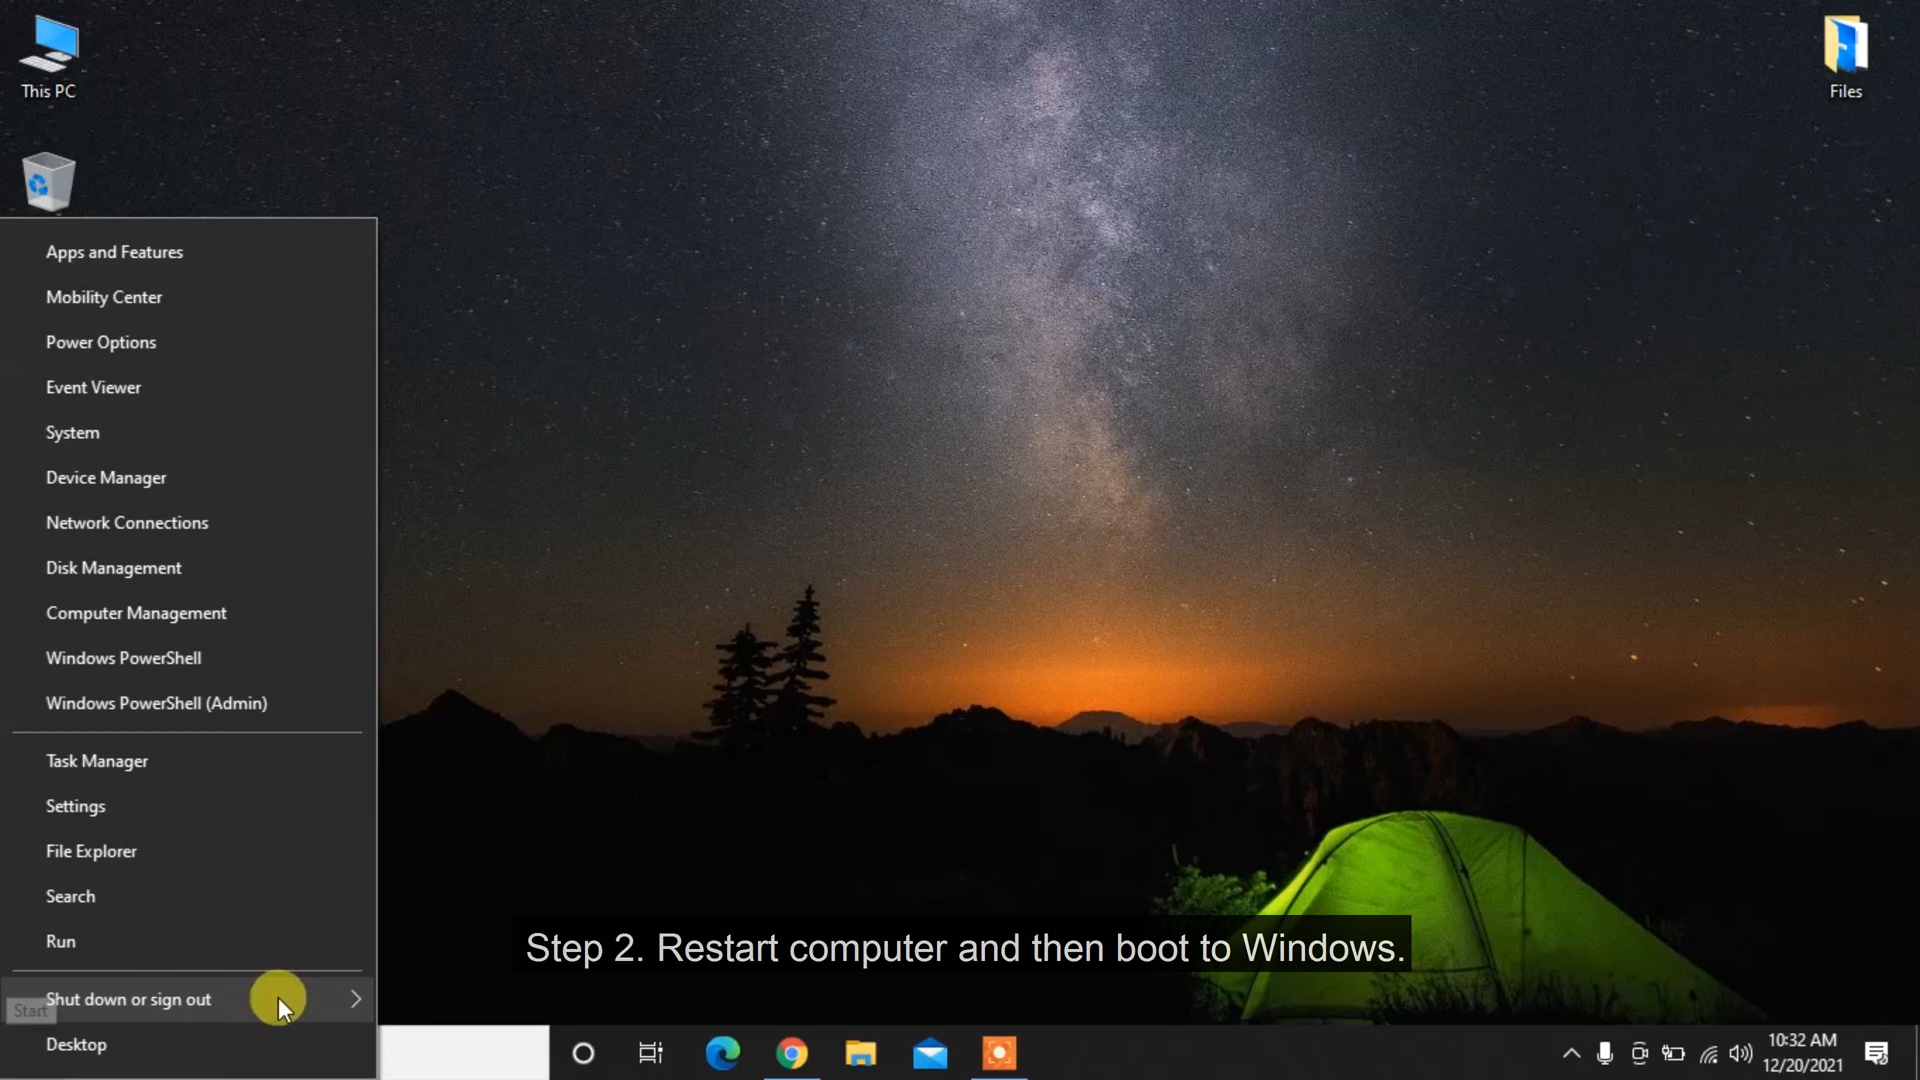 This PC
Files
Apps and Features
Mobility Center
Power Options
Event Viewer
System
Device Manager
Network Connections
Disk Management
Computer Management
Windows PowerShell
Windows PowerShell (Admin)
Task Manager
Settings
File Explorer
Search
Run
Step 2. Restart computer and then boot to Windows.
Shut down or sign out
Start
Desktop
10:32 AM
12/20/2021